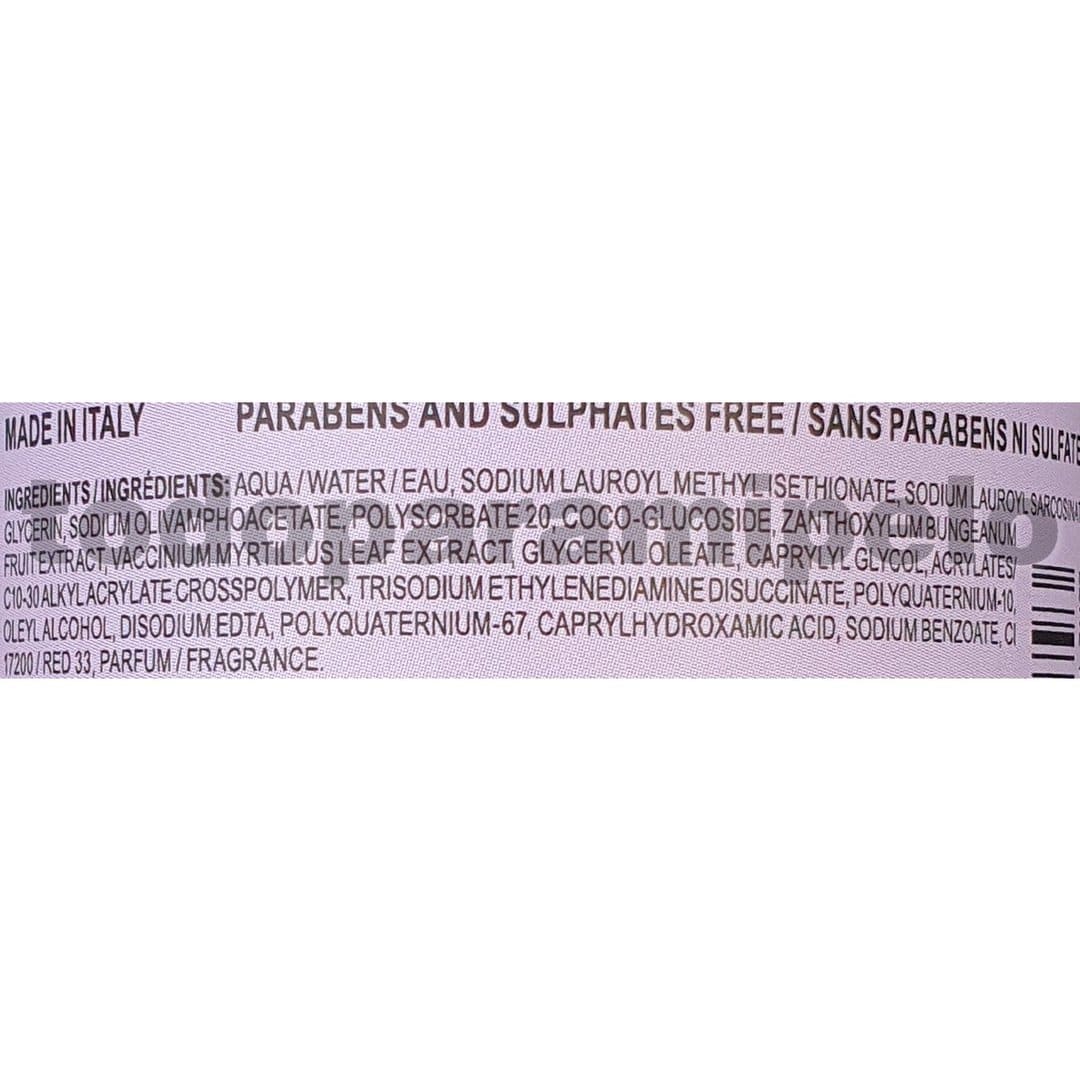 MADE IN ITALY PARABENS AND SULPHATES FREE / SANS PARABENS NI SULFATE
INGREDIENTS / INGRÉDIENTS: AQUA / WATER / EAU, SODIUM LAUROYL METHYL ISETHIONATE, SODIUM LAUROYL SARCOSINA
GLYCERIN, SODIUM OLIVAMPHOACETATE, POLYSORBATE 20, COCO-GLUCOSIDE, ZANTHOXYLUM BUNGEANUM
FRUIT EXTRACT, VACCINIUM MYRTILLUS LEAF EXTRACT, GLYCERYL OLEATE, CAPRYLYL GLYCOL, ACRYLATES/
C10-30 ALKYL ACRYLATE CROSSPOLYMER, TRISODIUM ETHYLENEDIAMINE DISUCCINATE, POLYQUATERNIUM-10,
OLEYL ALCOHOL, DISODIUM EDTA, POLYQUATERNIUM-67, CAPRYLHYDROXAMIC ACID, SODIUM BENZOATE, CI
17200 / RED 33, PARFUM / FRAGRANCE.
Todoparamipelo